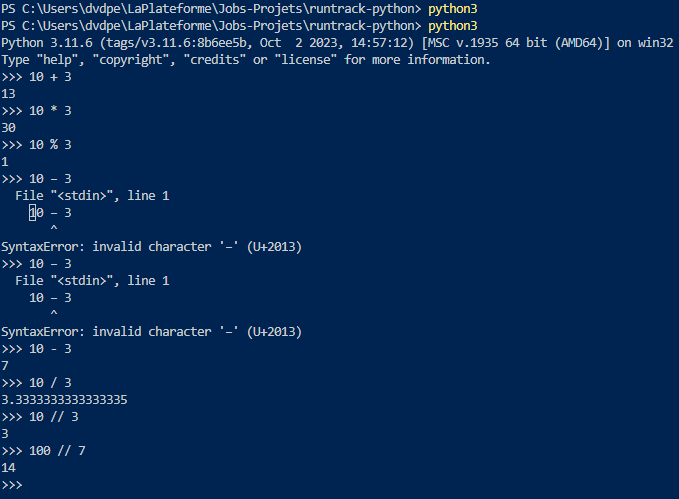 PS C:\Users\dvdpe\LaPlateforme\Jobs-Projets\runtrack-python> python3
PS C:\Users\dvdpe\LaPlateforme\Jobs-Projets\runtrack-python> python3
Python 3.11.6 (tags/v3.11.6:8b6ee5b, Oct  2 2023, 14:57:12) [MSC v.1935 64 bit (AMD64)] on win32
Type "help", "copyright", "credits" or "license" for more information.
>>> 10 + 3
13
>>> 10 * 3
30
>>> 10 % 3
1
>>> 10 – 3
  File "<stdin>", line 1
    10 – 3
       ^
SyntaxError: invalid character '–' (U+2013)
>>> 10 – 3
  File "<stdin>", line 1
    10 – 3
       ^
SyntaxError: invalid character '–' (U+2013)
>>> 10 - 3
7
>>> 10 / 3
3.3333333333333335
>>> 10 // 3
3
>>> 100 // 7
14
>>>